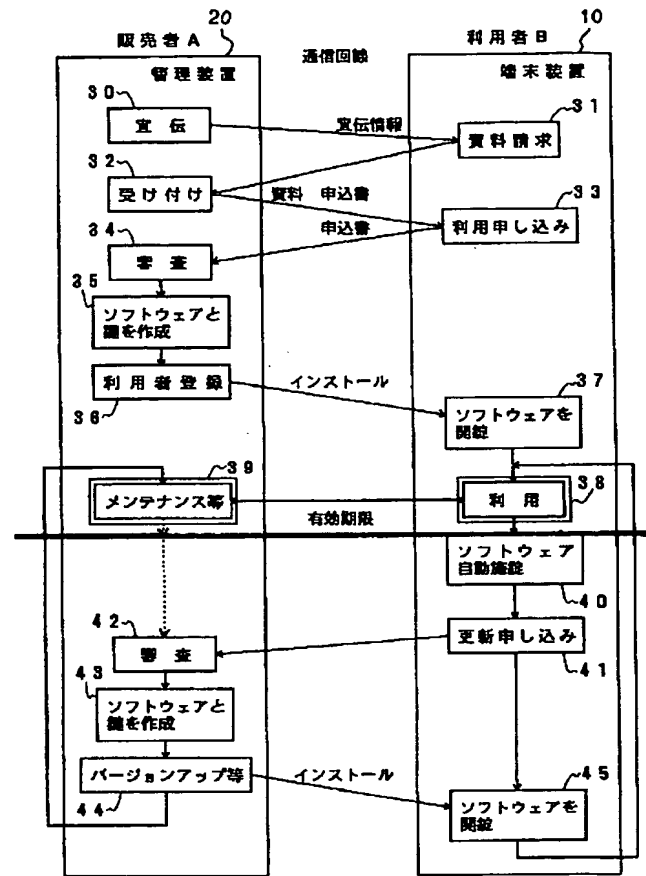 販売者A
20
通信回線
利用者B
10
管理装置
端末装置
30
宣伝
宣伝情報
31
資料請求
32
受け付け
資料 申込書
33
利用申し込み
34
申込書
審査
35
ソフトウェアと
鍵を作成
利用者登録
36
インストール
37
ソフトウェアを
開錠
39
メンテナンス等
利用
38
有効期限
ソフトウェア
自動施錠
40
42
審査
更新申し込み
41
43
ソフトウェアと
鍵を作成
バージョンアップ等
44
インストール
45
ソフトウェアを
開錠